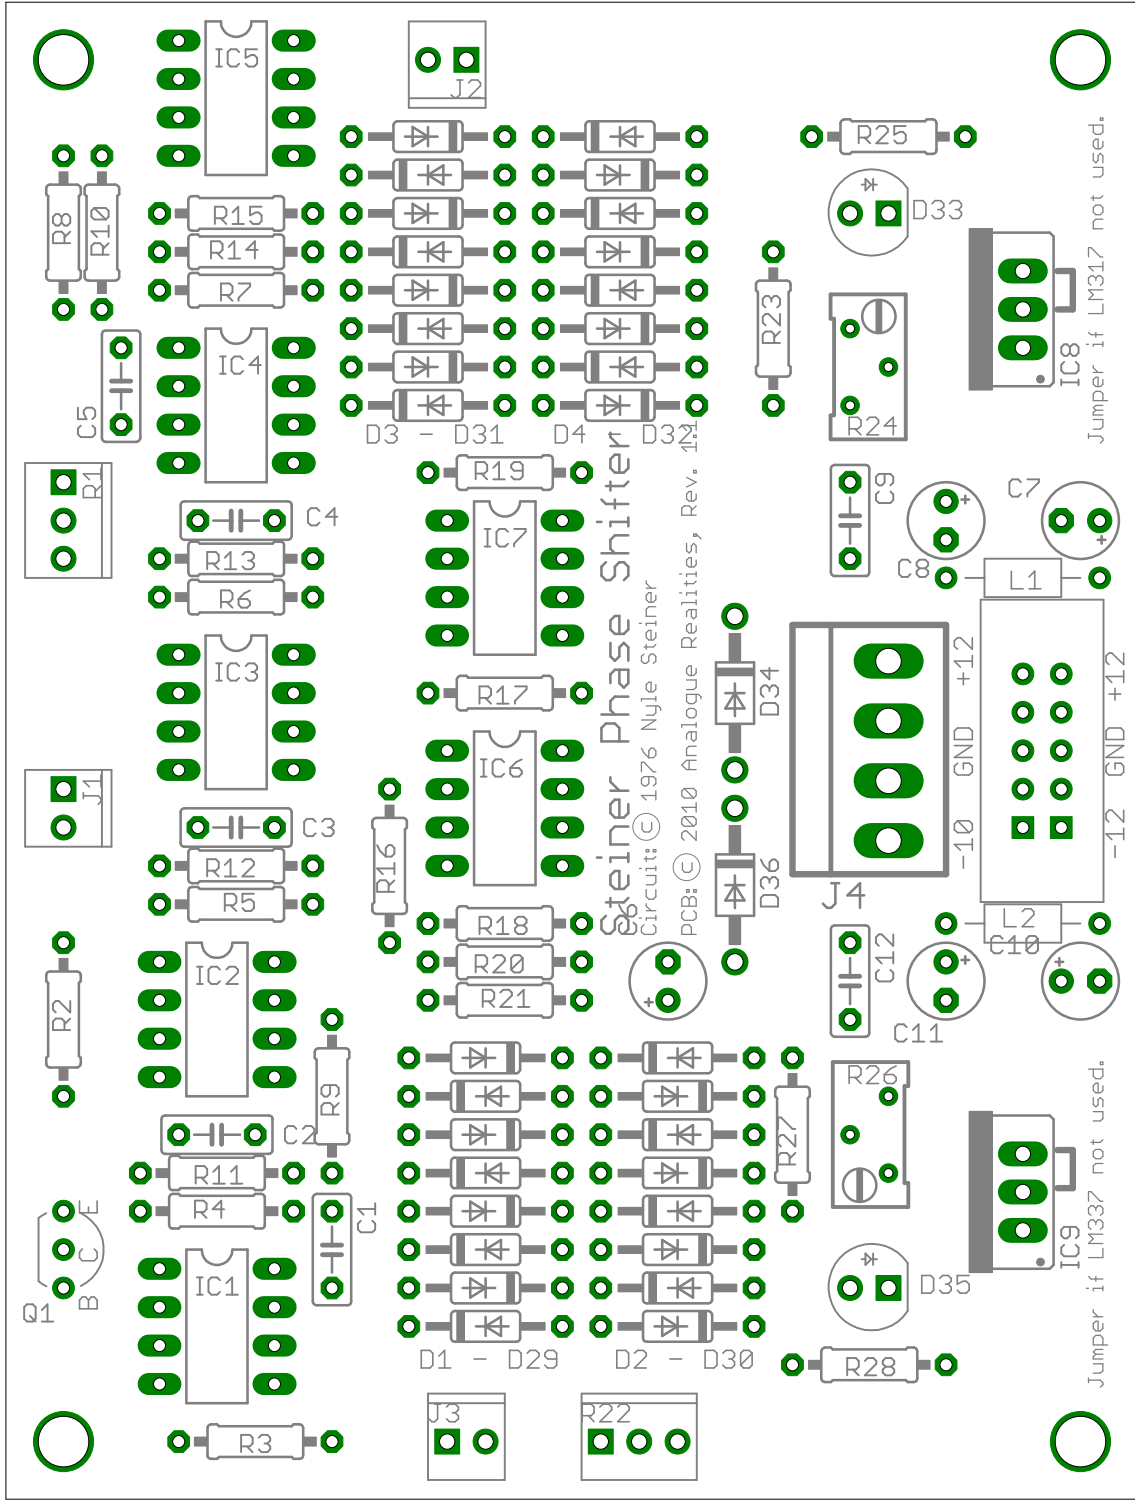 IC5
J2
R25
R8
R10
R15
D33
R14
R7
R23
Jumper if LM317 not used.
IC8
IC4
C5
R24
D3 - D31
D4 - D32
R1
R19
C9
C7
C4
IC7
R13
C8
L1
R6
Steiner Phase Shifter
Circuit: © 1976 Nyle Steiner
PCB: © 2010 Analogue Realities, Rev. 1.1
IC3
R17
D34
+12
GND
-10
+12
GND
-12
IC6
J1
C3
R16
R12
D36
R5
J4
C6
R18
L2
C10
C12
R20
IC2
R21
R2
C11
R9
R26
C2
R27
R11
R4
Jumper if LM337 not used.
IC9
E
C
B
Q1
C1
IC1
D35
D1 - D29
D2 - D30
R28
J3
R22
R3